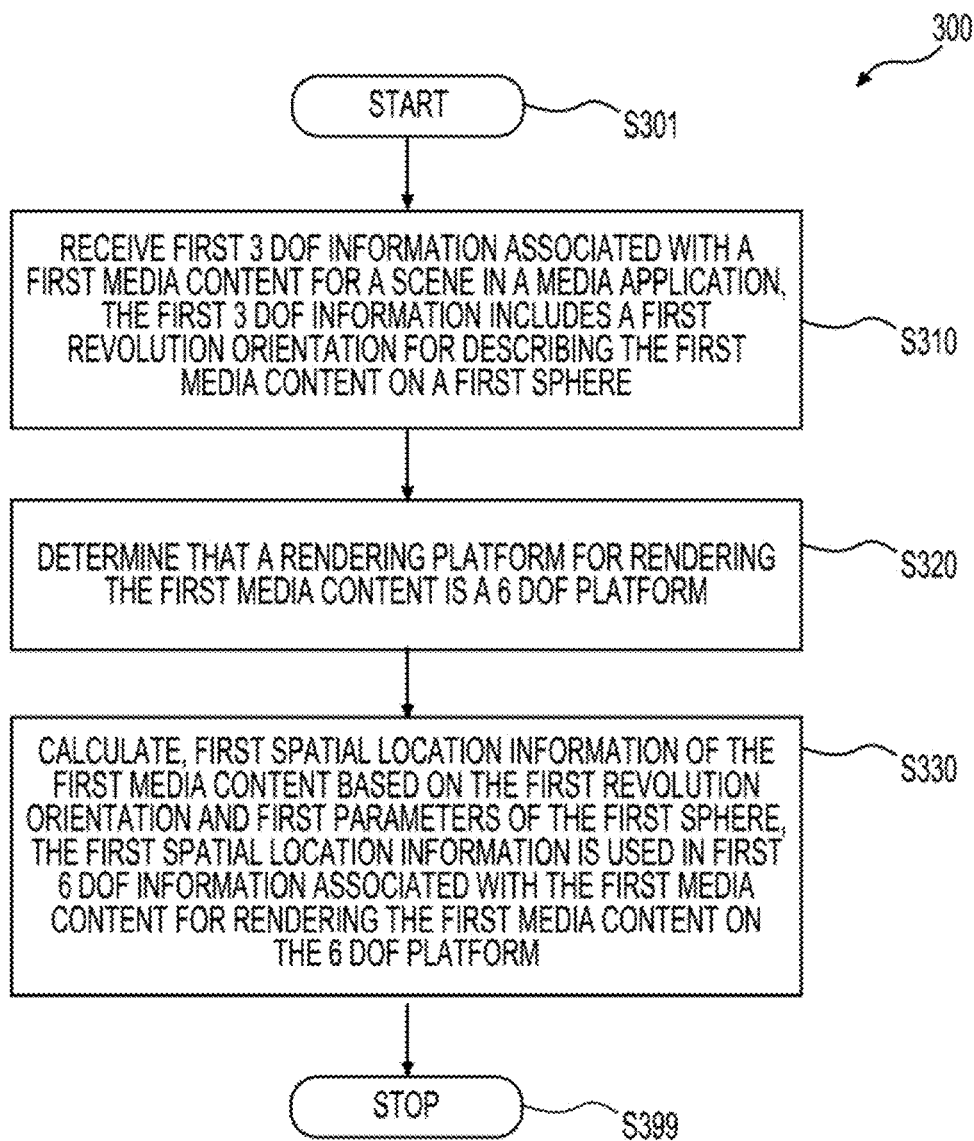 300
START
S301
RECEIVE FIRST 3 DOF INFORMATION ASSOCIATED WITH A
FIRST MEDIA CONTENT FOR A SCENE IN A MEDIA APPLICATION,
THE FIRST 3 DOF INFORMATION INCLUDES A FIRST
REVOLUTION ORIENTATION FOR DESCRIBING THE FIRST
MEDIA CONTENT ON A FIRST SPHERE
S310
DETERMINE THAT A RENDERING PLATFORM FOR RENDERING
THE FIRST MEDIA CONTENT IS A 6 DOF PLATFORM
S320
CALCULATE, FIRST SPATIAL LOCATION INFORMATION OF THE
FIRST MEDIA CONTENT BASED ON THE FIRST REVOLUTION
ORIENTATION AND FIRST PARAMETERS OF THE FIRST SPHERE,
THE FIRST SPATIAL LOCATION INFORMATION IS USED IN FIRST
6 DOF INFORMATION ASSOCIATED WITH THE FIRST MEDIA
CONTENT FOR RENDERING THE FIRST MEDIA CONTENT ON
THE 6 DOF PLATFORM
S330
STOP
S399